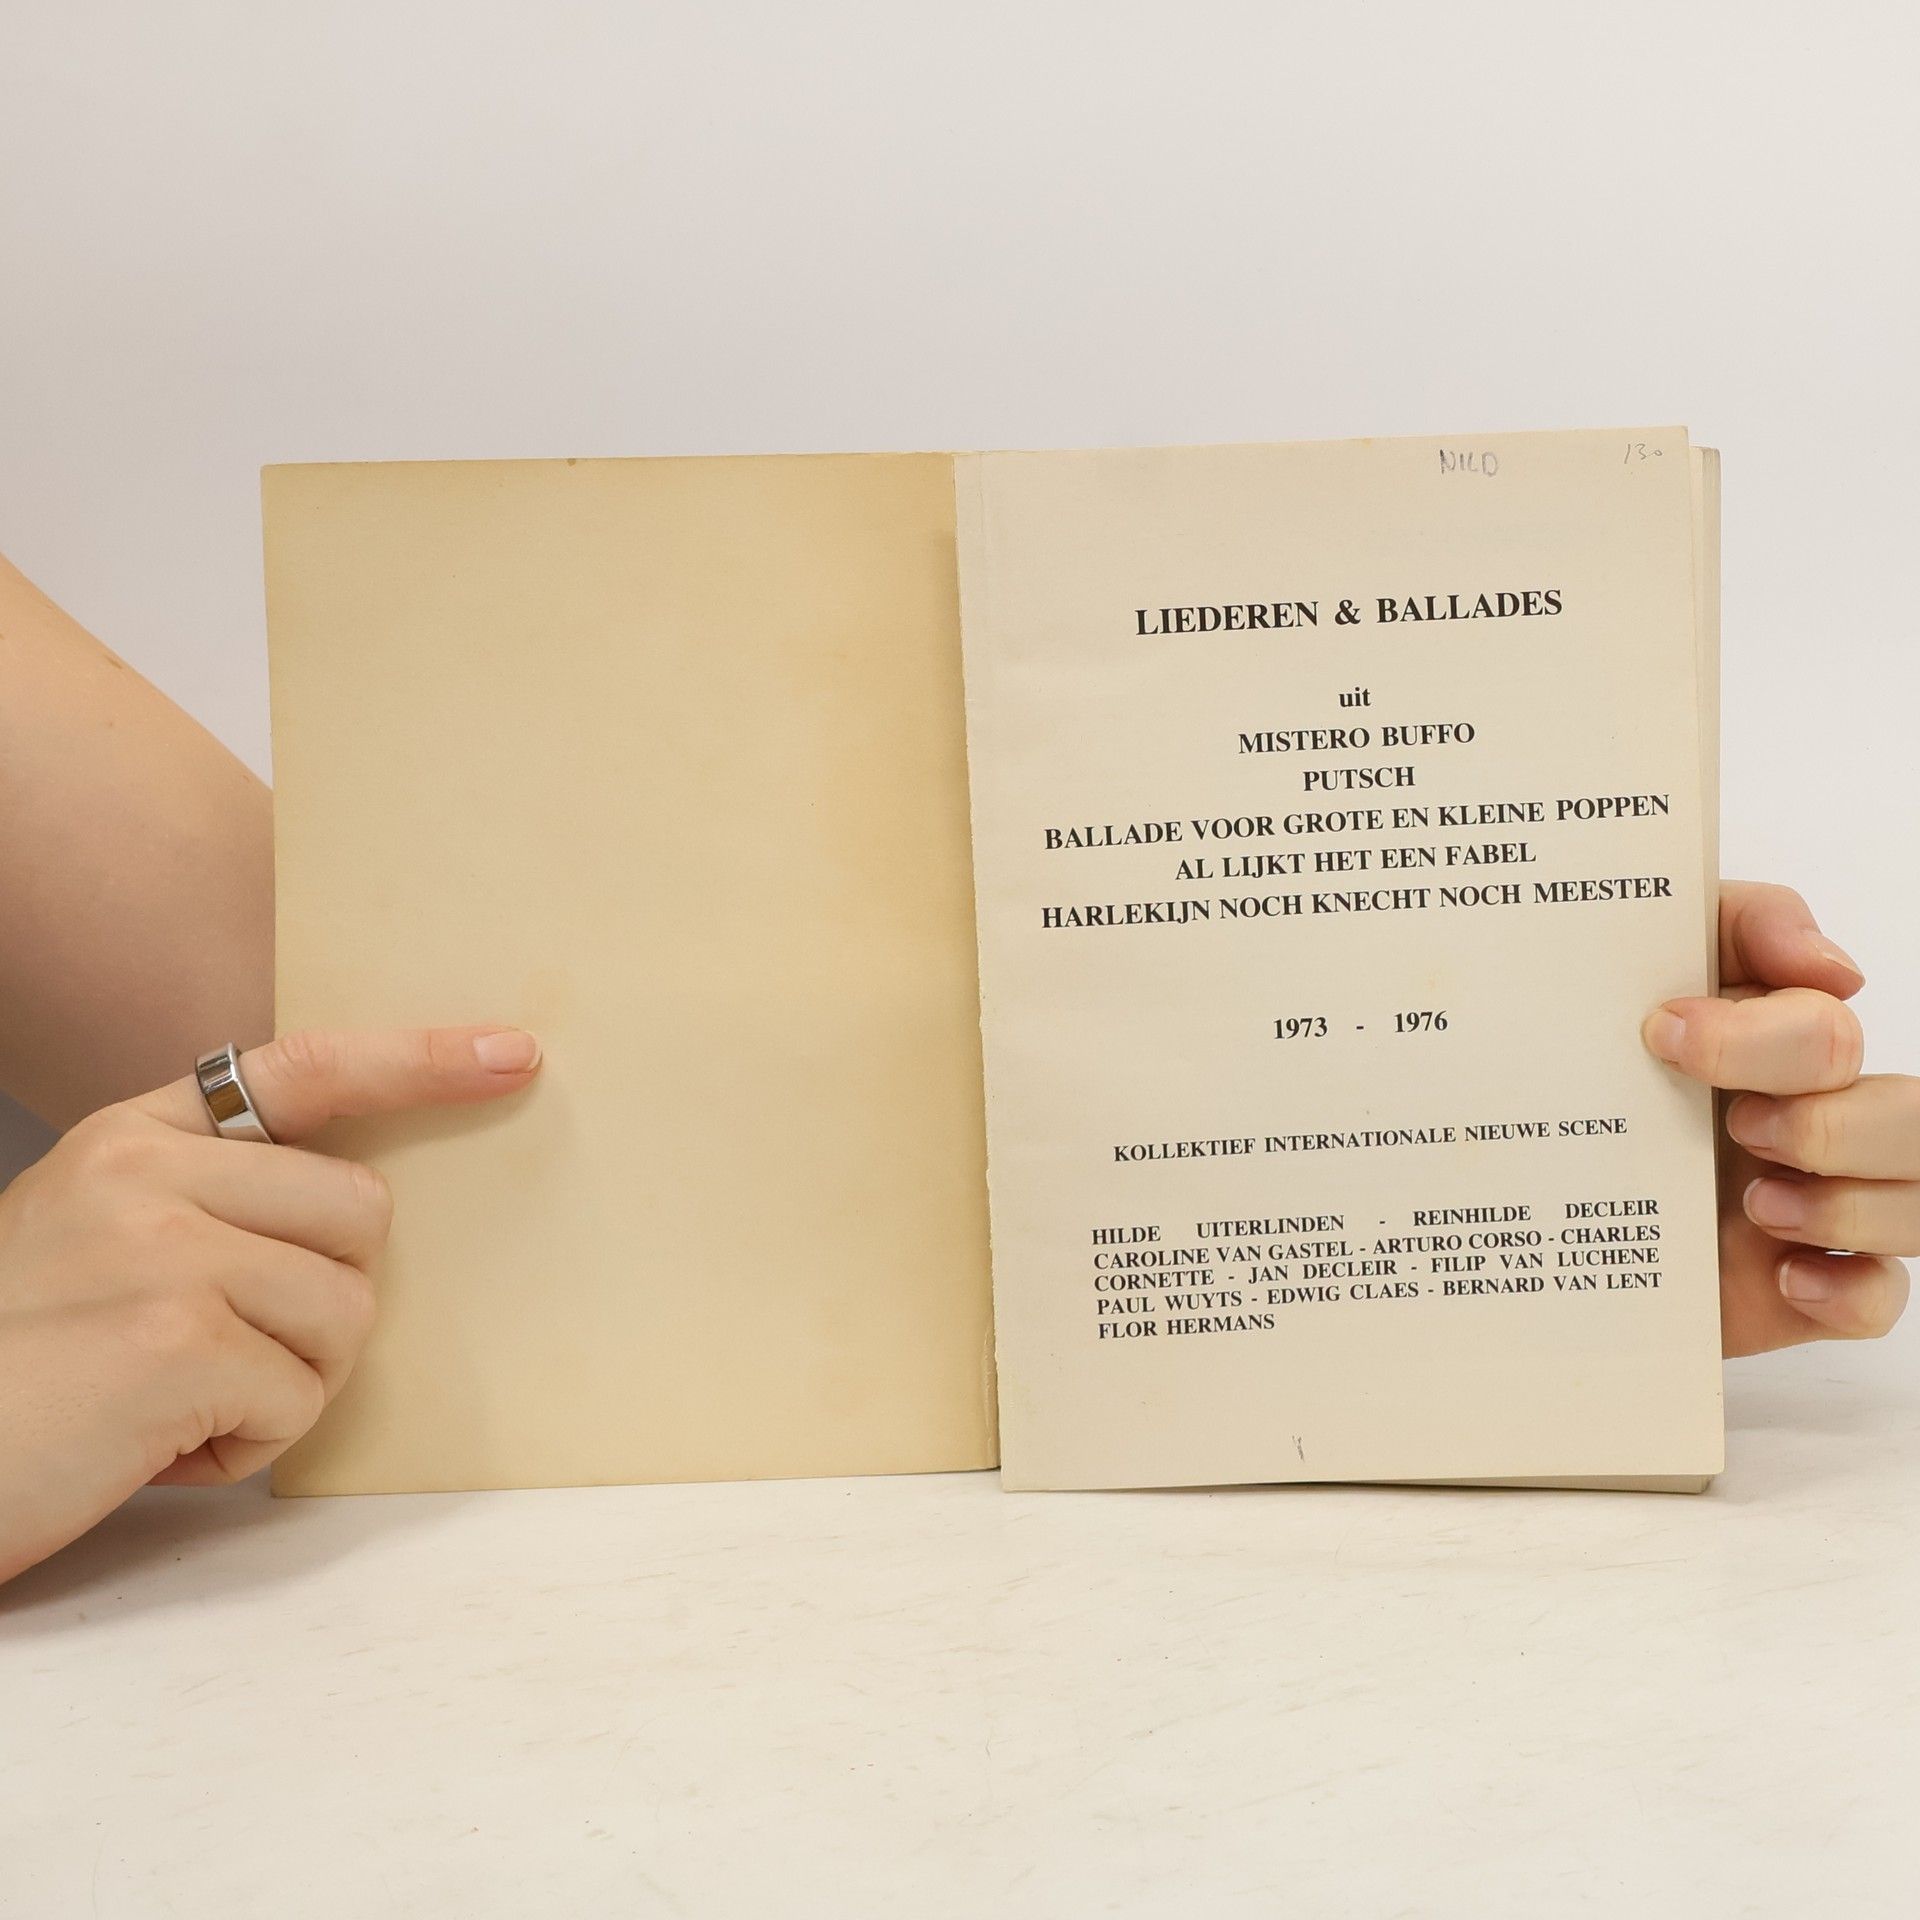 NILD 130
LIEDEREN & BALLADES
uit
MISTERO BUFFO
PUTSCH
BALLADE VOOR GROTE EN KLEINE POPPEN
AL LIJKT HET EEN FABEL
HARLEKIJN NOCH KNECHT NOCH MEESTER
1973 - 1976
KOLLEKTIEF INTERNATIONALE NIEUWE SCENE
HILDE UITERLINDEN - REINHILDE DECLEIR
CAROLINE VAN GASTEL - ARTURO CORSO - CHARLES
CORNETTE - JAN DECLEIR - FILIP VAN LUCHENE
PAUL WUYTS - EDWIG CLAES - BERNARD VAN LENT
FLOR HERMANS